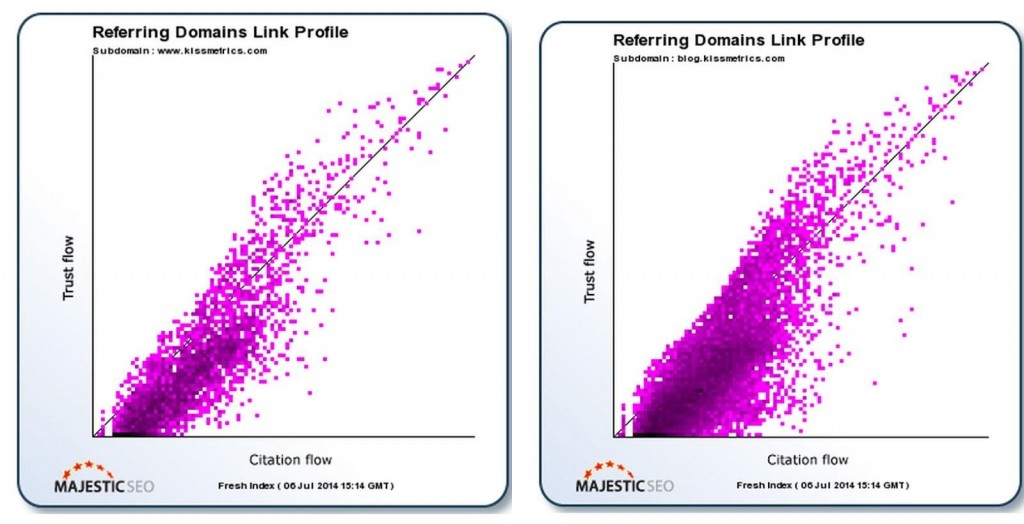 Referring Domains Link Profile
Subdomain : www.kissmetrics.com
Trust flow
Citation flow
MAJESTIC SEO
Fresh Index ( 06 Jul 2014 15:14 GMT )
Referring Domains Link Profile
Subdomain : blog.kissmetrics.com
Trust flow
Citation flow
MAJESTIC SEO
Fresh Index ( 06 Jul 2014 15:14 GMT )